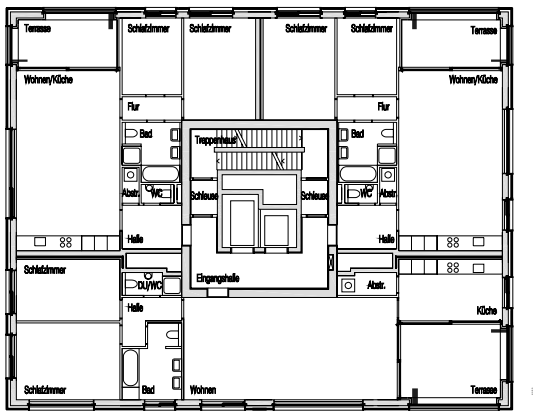 Terrasse Schlafzimmer Schlafzimmer Schlafzimmer Schlafzimmer Terrasse
Wohnen/Küche Wohnen/Küche
Flur Flur
Bad Treppenhaus Bad
Abstr. WC Schleuse Schleuse WC Abstr.
Halle Halle
Schlafzimmer Eingangshalle
DU/WC Abstr.
Halle Küche
Schlafzimmer Bad Wohnen Terrasse